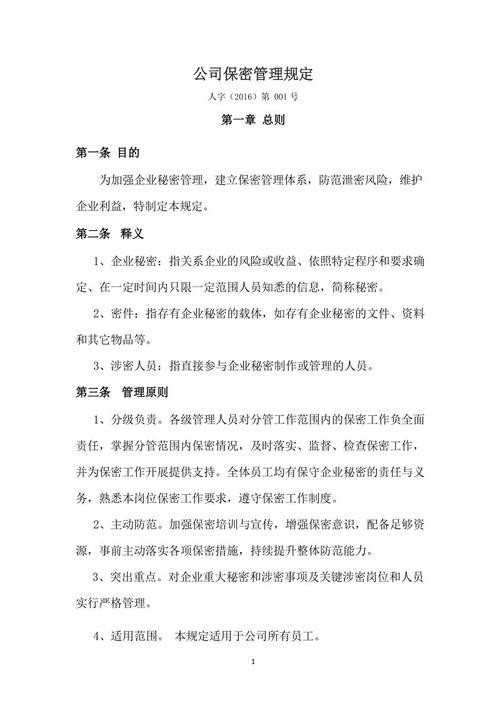 公司保密管理规定
人字（2016）第 001 号
第一章 总则
第一条 目的
为加强企业秘密管理，建立保密管理体系，防范泄密风险，维护
企业利益，特制定本规定。
第二条 释义
1、企业秘密：指关系企业的风险或收益、依照特定程序和要求确
定、在一定时间内只限一定范围人员知悉的信息，简称秘密。
2、密件：指存有企业秘密的载体，如存有企业秘密的文件、资料
和其它物品等。
3、涉密人员：指直接参与企业秘密制作或管理的人员。
第三条 管理原则
1、分级负责。各级管理人员对分管工作范围内的保密工作负全面
责任，掌握分管范围内保密情况，及时落实、监督、检查保密工作，
并为保密工作开展提供支持。全体员工均有保守企业秘密的责任与义
务，熟悉本岗位保密工作要求，遵守保密工作制度。
2、主动防范。加强保密培训与宣传，增强保密意识，配备足够资
源，事前主动落实各项保密措施，持续提升整体防范能力。
3、突出重点。对企业重大秘密和涉密事项及关键涉密岗位和人员
实行严格管理。
4、适用范围。 本规定适用于公司所有员工。
1